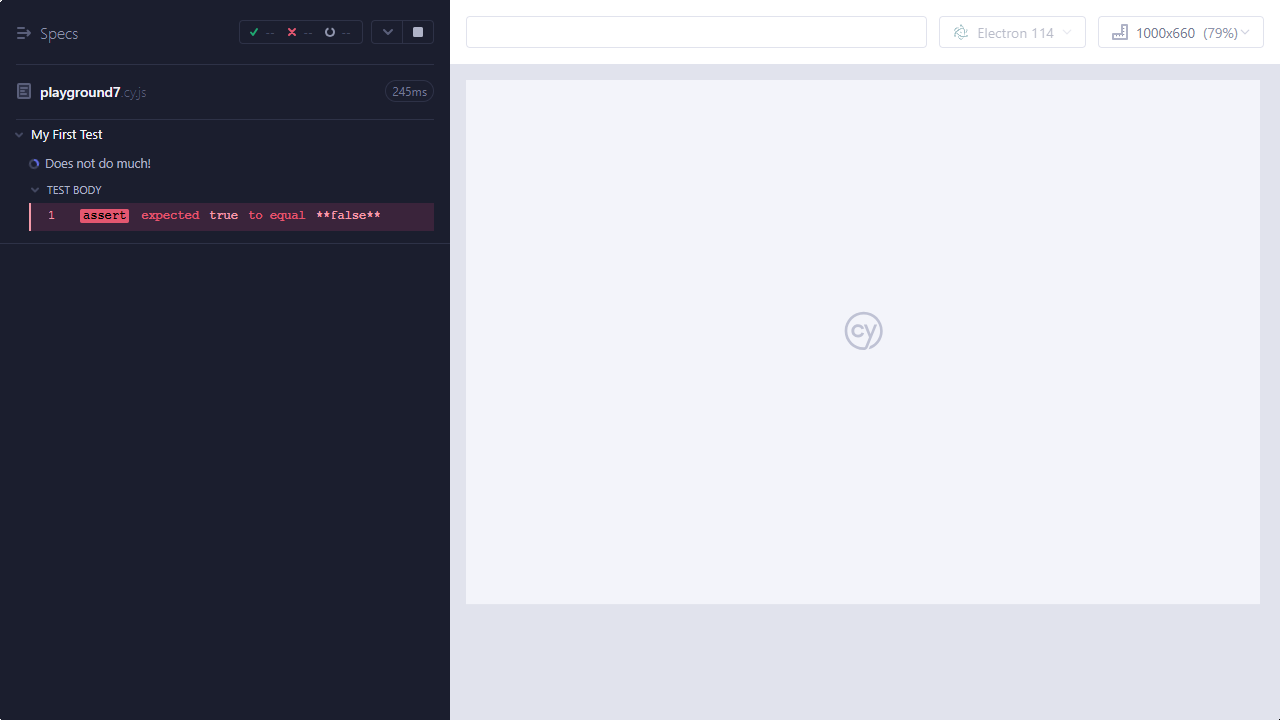 Specs
--
--
--
Electron 114
1000x660 (79%)
playground7.cy.js
245ms
My First Test
Does not do much!
TEST BODY
1 assert expected true to equal **false**
cy